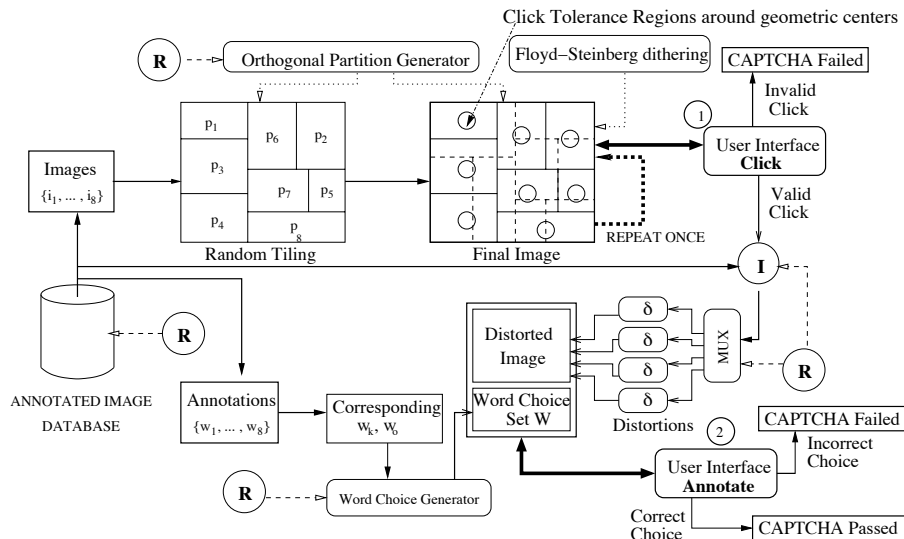 Click Tolerance Regions around geometric centers
R
Orthogonal Partition Generator
Floyd−Steinberg dithering
CAPTCHA Failed
Invalid
Click
1
User Interface
Click
Valid
Click
Images
{i1, ... , i8}
p1
p6
p2
p3
p7
p5
p4
p8
Random Tiling
Final Image
REPEAT ONCE
I
R
ANNOTATED IMAGE
DATABASE
Distorted
Image
δ
δ
δ
δ
MUX
R
Distortions
Word Choice
Set W
Annotations
{w1, ... , w8}
Corresponding
wk, wo
R
Word Choice Generator
2
User Interface
Annotate
CAPTCHA Failed
Incorrect
Choice
Correct
Choice
CAPTCHA Passed